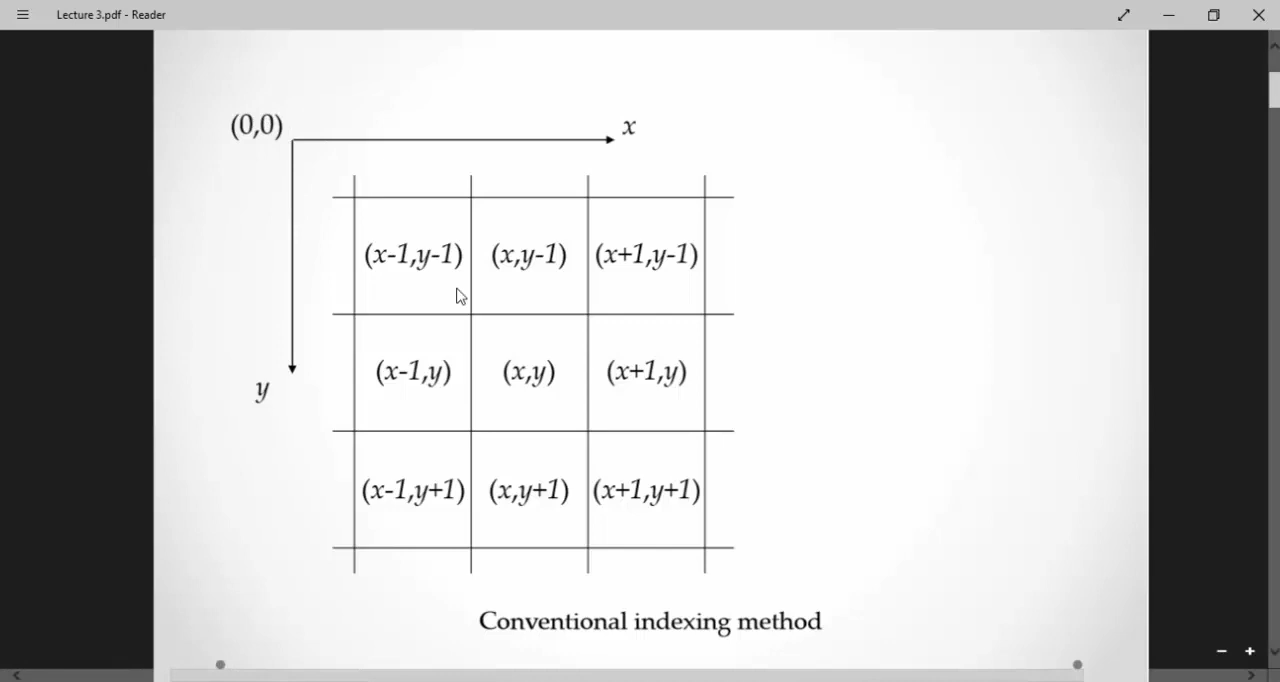 Lecture 3.pdf - Reader
(0,0) x
(x-1,y-1) (x,y-1) (x+1,y-1)
(x-1,y) (x,y) (x+1,y)
y
(x-1,y+1) (x,y+1) (x+1,y+1)
Conventional indexing method